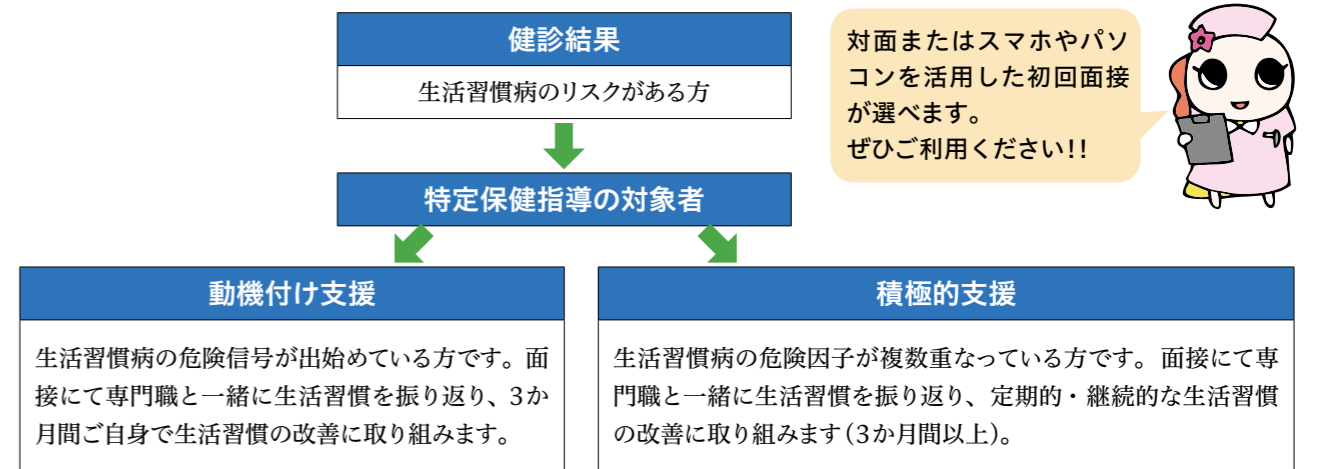 健診結果
生活習慣病のリスクがある方
対面またはスマホやパソ
コンを活用した初回面接
が選べます。
ぜひご利用ください!!
特定保健指導の対象者
動機付け支援
生活習慣病の危険信号が出始めている方です。面
接にて専門職と一緒に生活習慣を振り返り、3か
月間ご自身で生活習慣の改善に取り組みます。
積極的支援
生活習慣病の危険因子が複数重なっている方です。面接にて専
門職と一緒に生活習慣を振り返り、定期的・継続的な生活習慣
の改善に取り組みます(3か月間以上)。